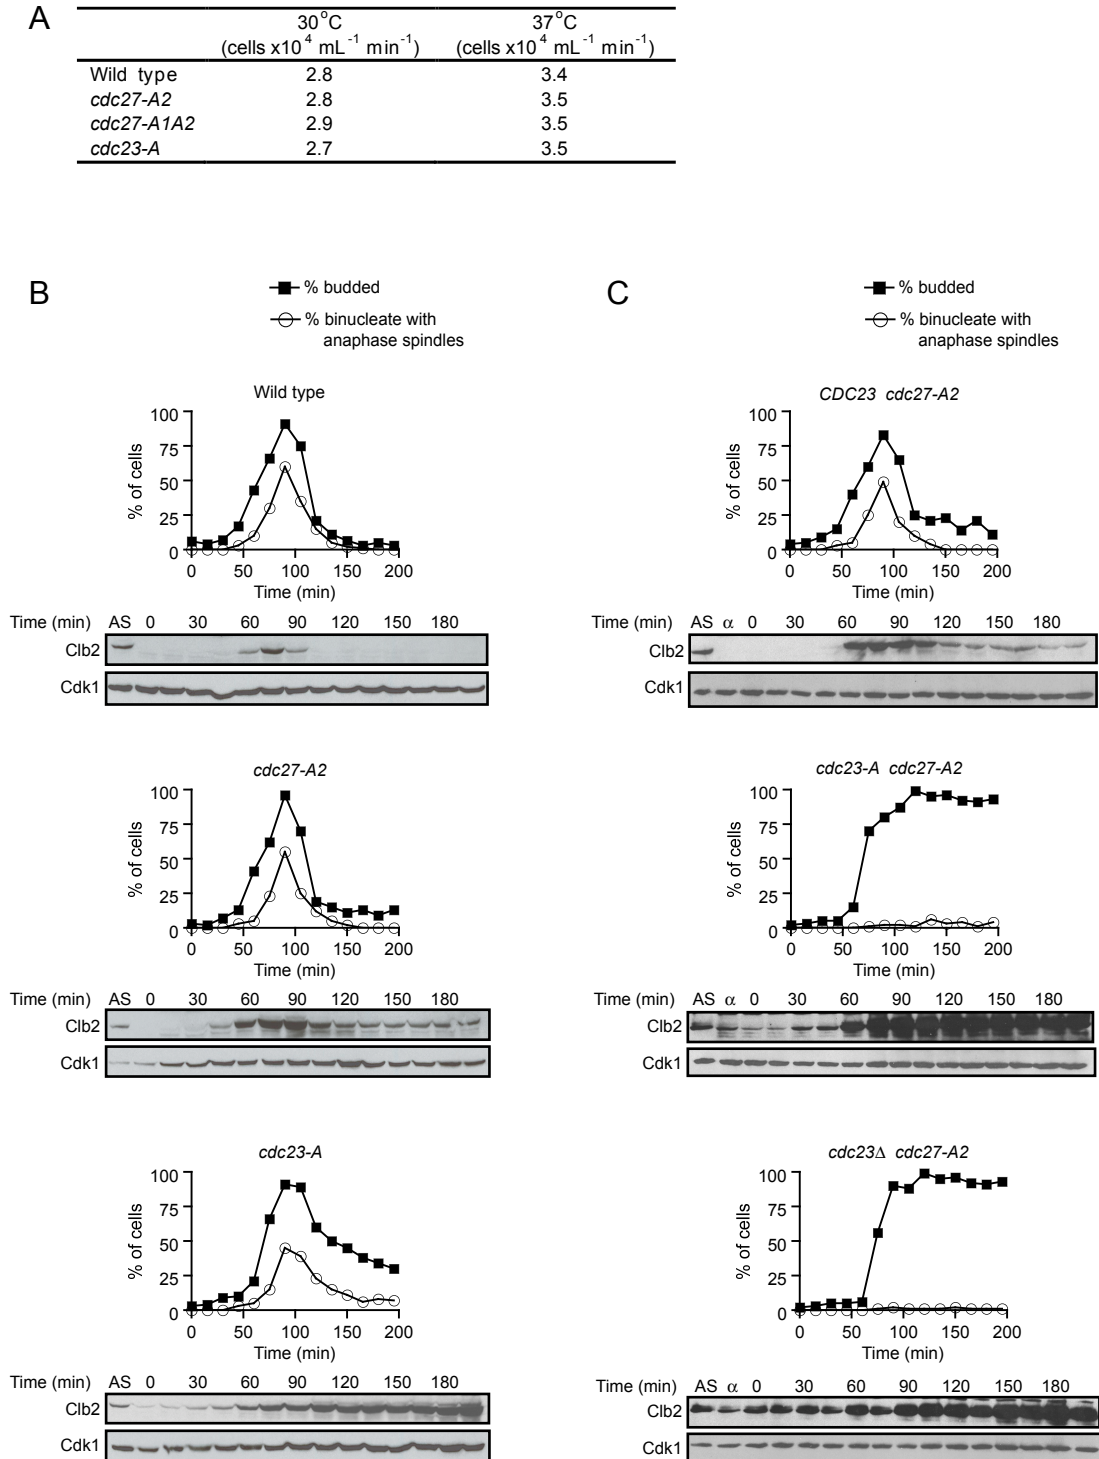 A
30°C 37°C
(cells x10⁴ mL⁻¹ min⁻¹) (cells x10⁴ mL⁻¹ min⁻¹)
Wild type 2.8 3.4
cdc27-A2 2.8 3.5
cdc27-A1A2 2.9 3.5
cdc23-A 2.7 3.5
B
% budded
% binucleate with
anaphase spindles
Wild type
100
75
50
25
0
% of cells
0 50 100 150 200
Time (min)
Time (min) AS 0 30 60 90 120 150 180
Clb2
Cdk1
cdc27-A2
100
75
50
25
0
% of cells
0 50 100 150 200
Time (min)
Time (min) AS 0 30 60 90 120 150 180
Clb2
Cdk1
cdc23-A
100
75
50
25
0
% of cells
0 50 100 150 200
Time (min)
Time (min) AS 0 30 60 90 120 150 180
Clb2
Cdk1
C
% budded
% binucleate with
anaphase spindles
CDC23 cdc27-A2
100
75
50
25
0
% of cells
0 50 100 150 200
Time (min)
Time (min) AS α 0 30 60 90 120 150 180
Clb2
Cdk1
cdc23-A cdc27-A2
100
75
50
25
0
% of cells
0 50 100 150 200
Time (min)
Time (min) AS α 0 30 60 90 120 150 180
Clb2
Cdk1
cdc23Δ cdc27-A2
100
75
50
25
0
% of cells
0 50 100 150 200
Time (min)
Time (min) AS α 0 30 60 90 120 150 180
Clb2
Cdk1